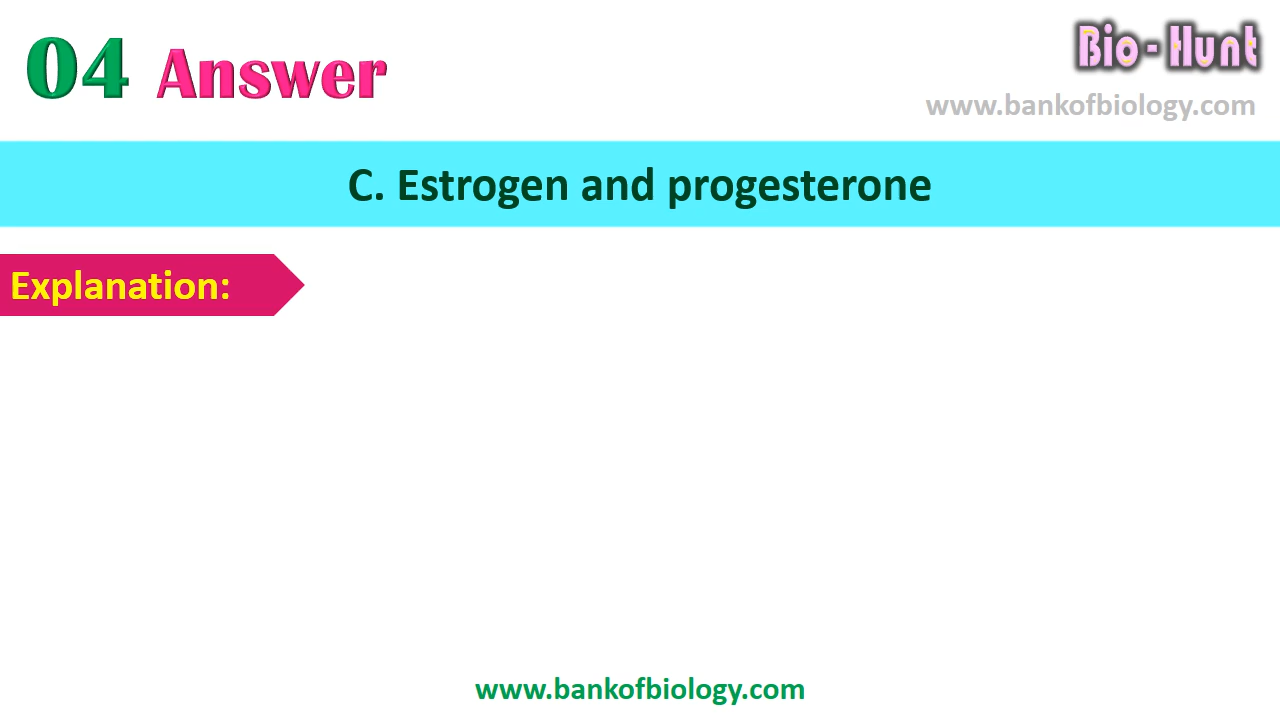 04 Answer
Bio - Hunt
www.bankofbiology.com
C. Estrogen and progesterone
Explanation:
www.bankofbiology.com